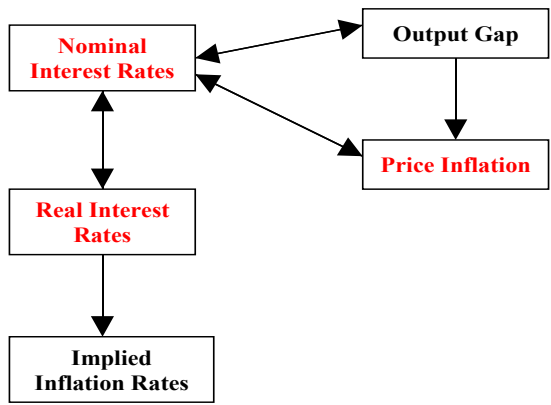 Nominal
Interest Rates
Output Gap
Price Inflation
Real Interest
Rates
Implied
Inflation Rates